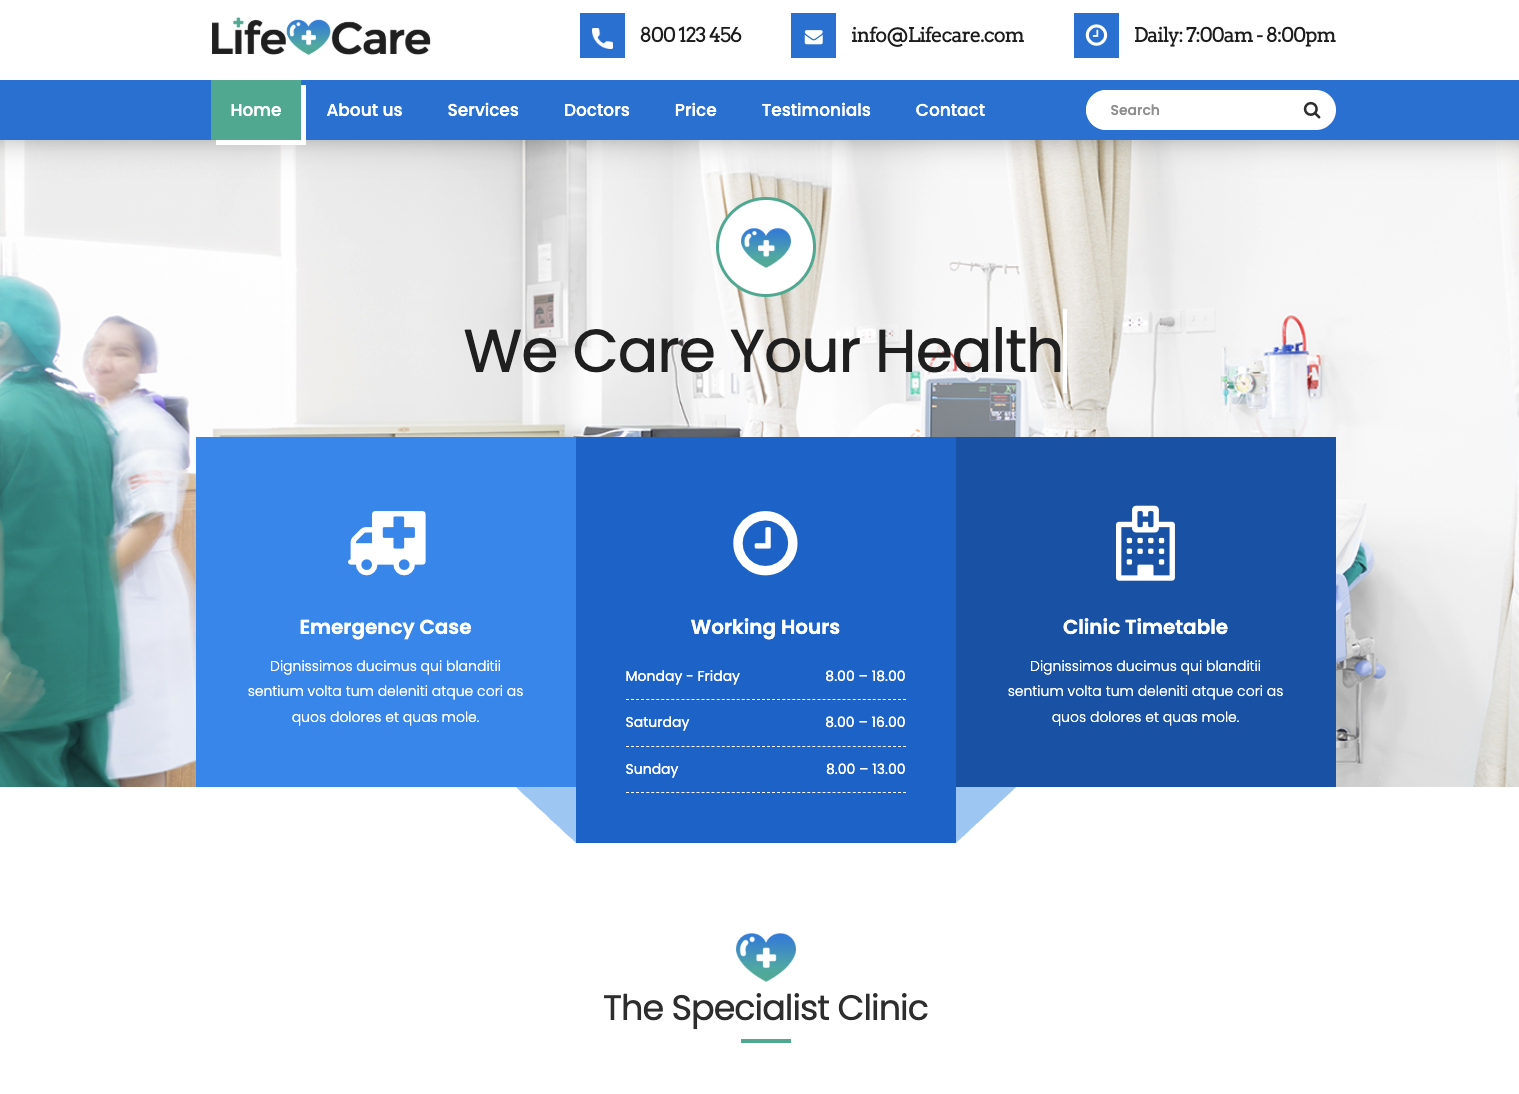 Life Care
800 123 456
info@Lifecare.com
Daily: 7:00am - 8:00pm
Home
About us
Services
Doctors
Price
Testimonials
Contact
Search
We Care Your Health
H
Emergency Case
Dignissimos ducimus qui blanditii
sentium volta tum deleniti atque cori as
quos dolores et quas mole.
Working Hours
Monday - Friday 8.00 – 18.00
Saturday 8.00 – 16.00
Sunday 8.00 – 13.00
Clinic Timetable
Dignissimos ducimus qui blanditii
sentium volta tum deleniti atque cori as
quos dolores et quas mole.
The Specialist Clinic